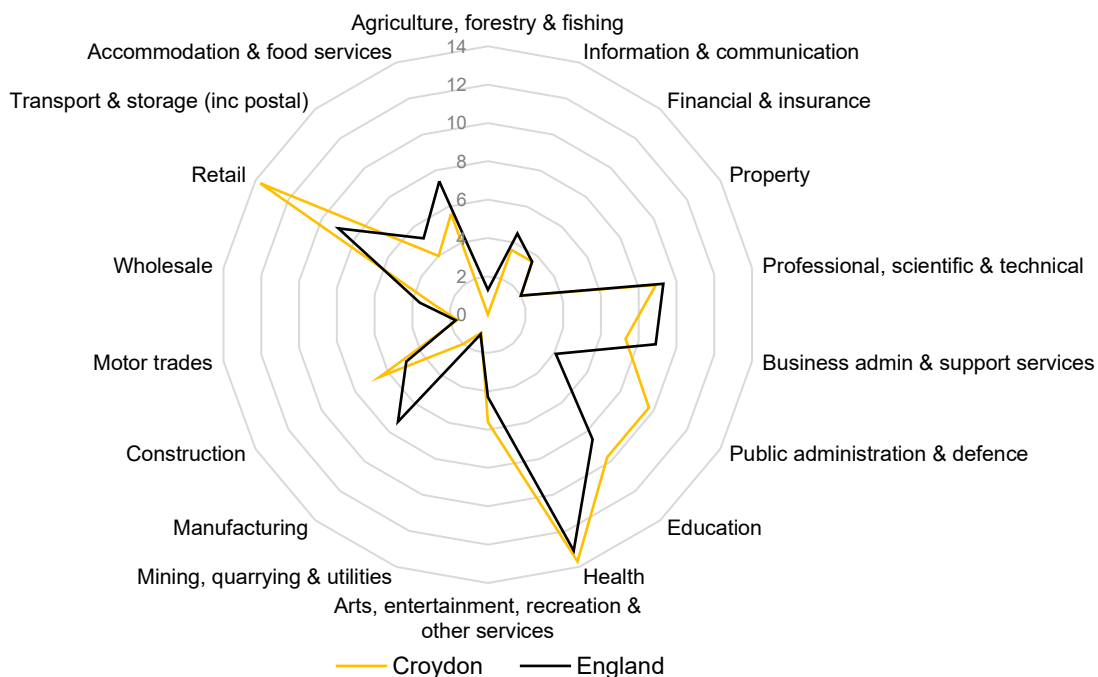 Agriculture, forestry & fishing
Information & communication
Financial & insurance
Property
Professional, scientific & technical
Business admin & support services
Public administration & defence
Education
Health
Arts, entertainment, recreation &
other services
Mining, quarrying & utilities
Manufacturing
Construction
Motor trades
Wholesale
Retail
Transport & storage (inc postal)
Accommodation & food services
14
12
10
8
6
4
2
0
Croydon
England